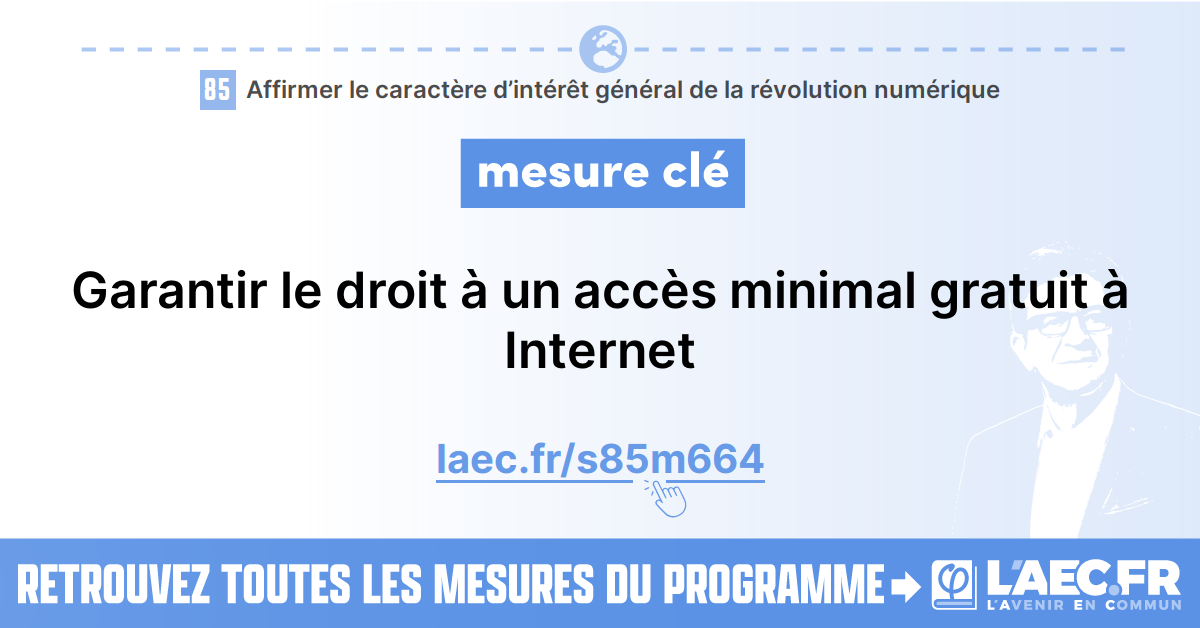 85 Affirmer le caractère d’intérêt général de la révolution numérique
mesure clé
Garantir le droit à un accès minimal gratuit à
Internet
laec.fr/s85m664
RETROUVEZ TOUTES LES MESURES DU PROGRAMME
φ L'AEC.FR
L'AVENIR EN COMMUN